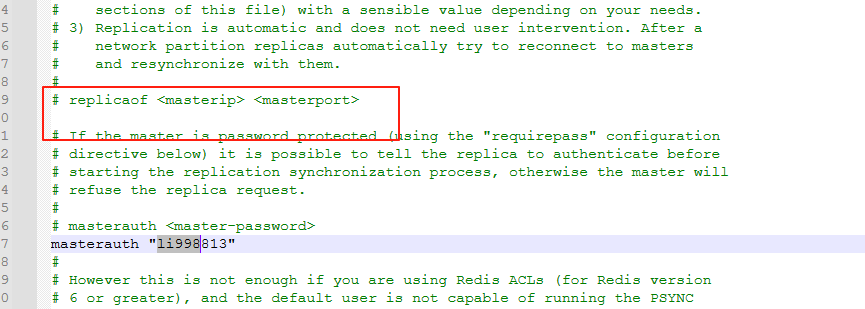 4 #    sections of this file) with a sensible value depending on your needs.
5 # 3) Replication is automatic and does not need user intervention. After a
6 #    network partition replicas automatically try to reconnect to masters
7 #    and resynchronize with them.
8 #
9 # replicaof <masterip> <masterport>
0
1 # If the master is password protected (using the "requirepass" configuration
2 # directive below) it is possible to tell the replica to authenticate before
3 # starting the replication synchronization process, otherwise the master will
4 # refuse the replica request.
5 #
6 # masterauth <master-password>
7 masterauth "li998813"
8 #
9 # However this is not enough if you are using Redis ACLs (for Redis version
0 # 6 or greater), and the default user is not capable of running the PSYNC